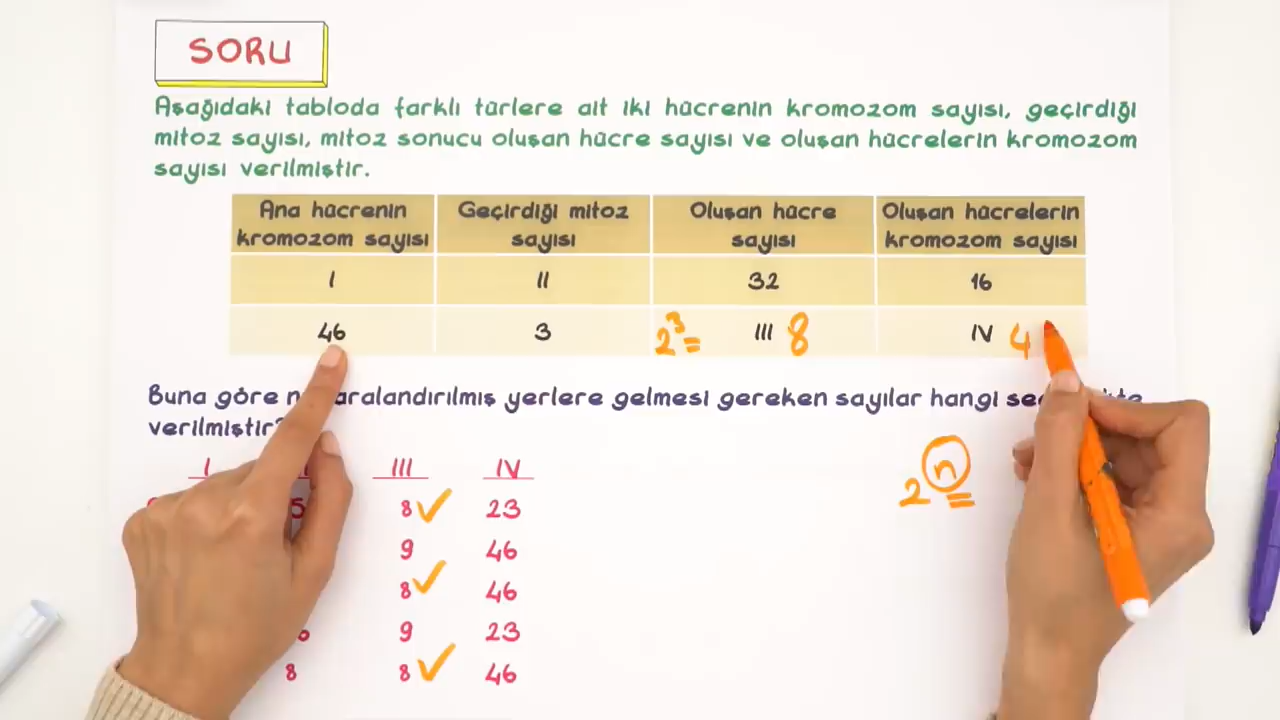 SORU
Aşağıdaki tabloda farklı türlere ait iki hücrenin kromozom sayısı, geçirdiği
mitoz sayısı, mitoz sonucu oluşan hücre sayısı ve oluşan hücrelerin kromozom
sayısı verilmiştir.
Ana hücrenin kromozom sayısı Geçirdiği mitoz sayısı Oluşan hücre sayısı Oluşan hücrelerin kromozom sayısı
I II 32 16
46 3 2³= III 8 IV 4
Buna göre yerlere gelmesi gereken sayılar hangi
verilmiştir?
I III IV
5 8 ✓ 23
9 46
8 ✓ 46
9 23
8 8 ✓ 46
2ⁿ =